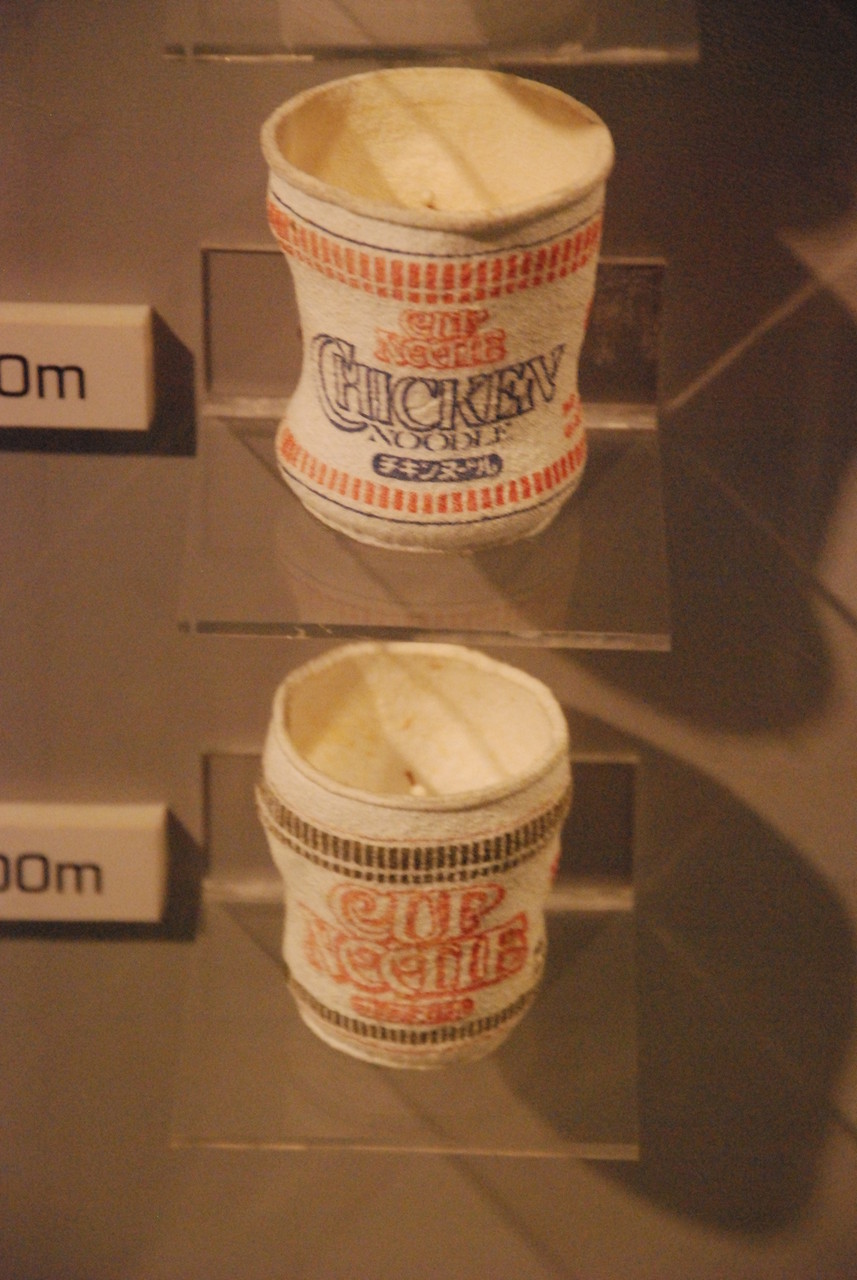 0m
CUP
NOODLE
CHICKEN
NOODLE
チキンヌードル
00m
CUP
NOODLE